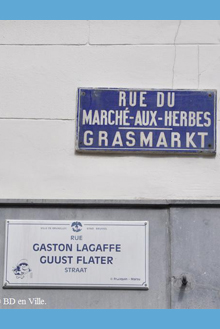 RUE DU
MARCHÉ-AUX-HERBES
GRASMARKT
RUE
GASTON LAGAFFE
GUUST FLATER
STRAAT
BD en Ville.